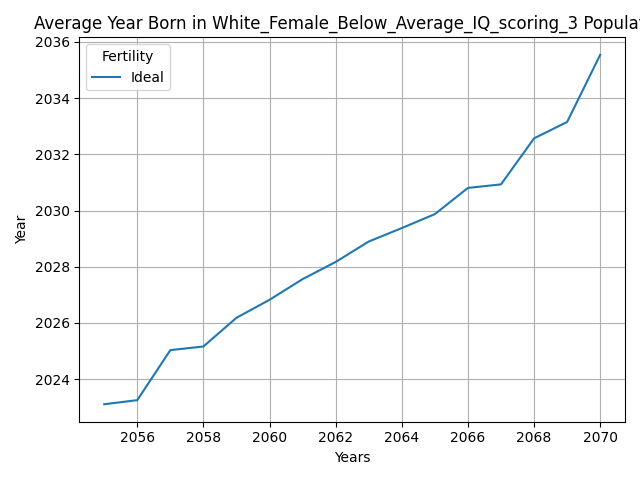 Average Year Born in White_Female_Below_Average_IQ_scoring_3 Popula
Fertility
Ideal
2036
2034
2032
2030
2028
2026
2024
Year
2056 2058 2060 2062 2064 2066 2068 2070
Years